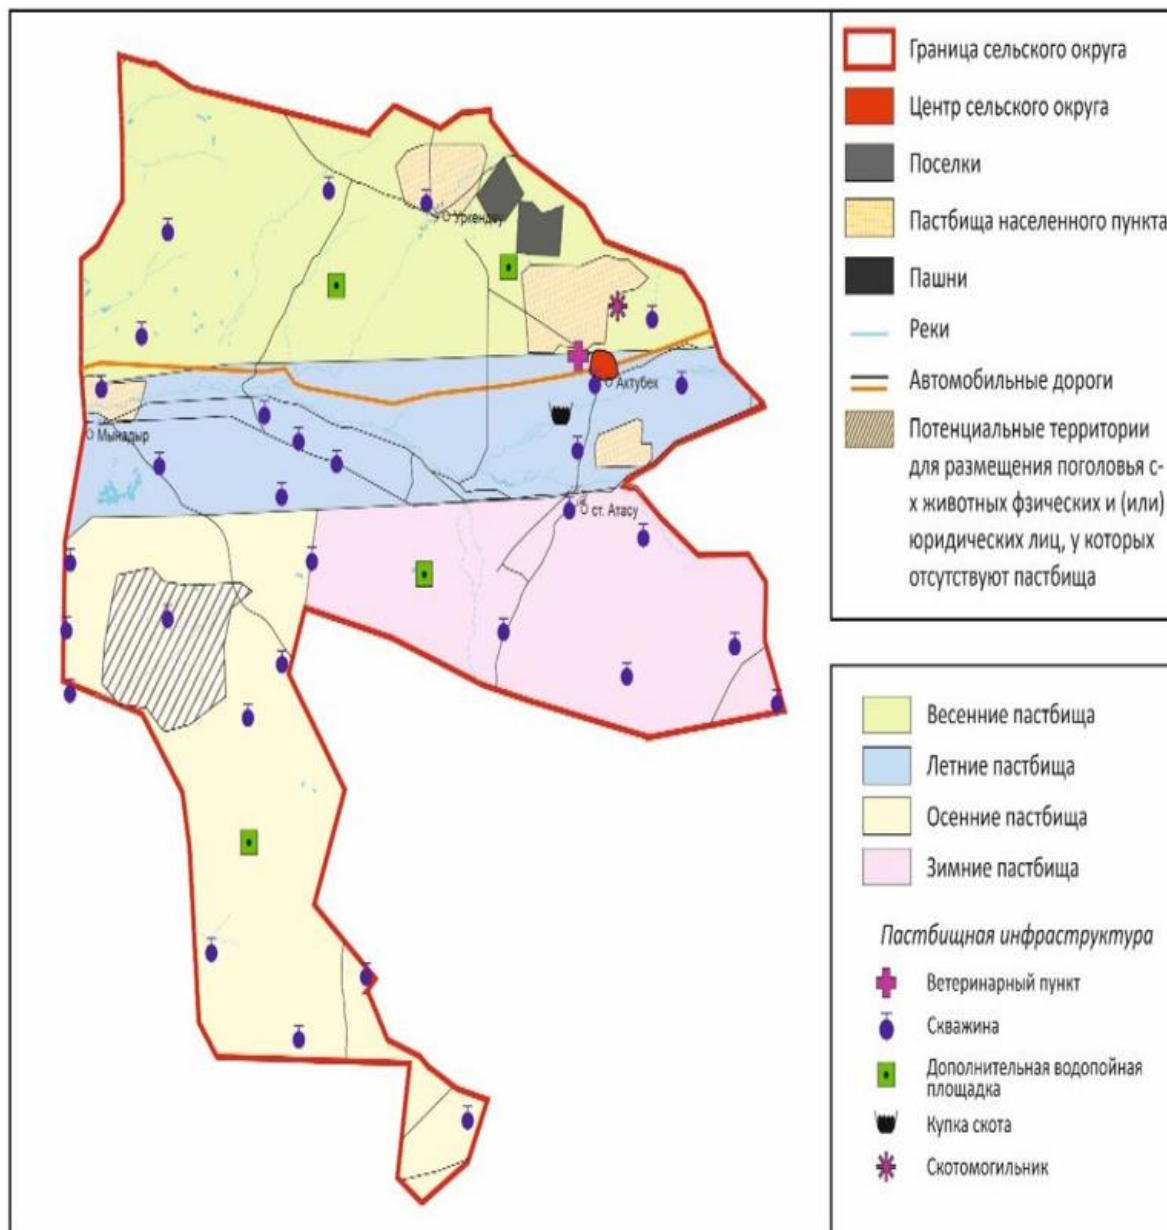 Уркендеу
Актубек
Мынадыр
ст. Атасу
Граница сельского округа
Центр сельского округа
Поселки
Пастбища населенного пункта
Пашни
Реки
Автомобильные дороги
Потенциальные территории
для размещения поголовья с-
х животных фзических и (или)
юридических лиц, у которых
отсутствуют пастбища
Весенние пастбища
Летние пастбища
Осенние пастбища
Зимние пастбища
Пастбищная инфраструктура
Ветеринарный пункт
Скважина
Дополнительная водопойная
площадка
Купка скота
Скотомогильник